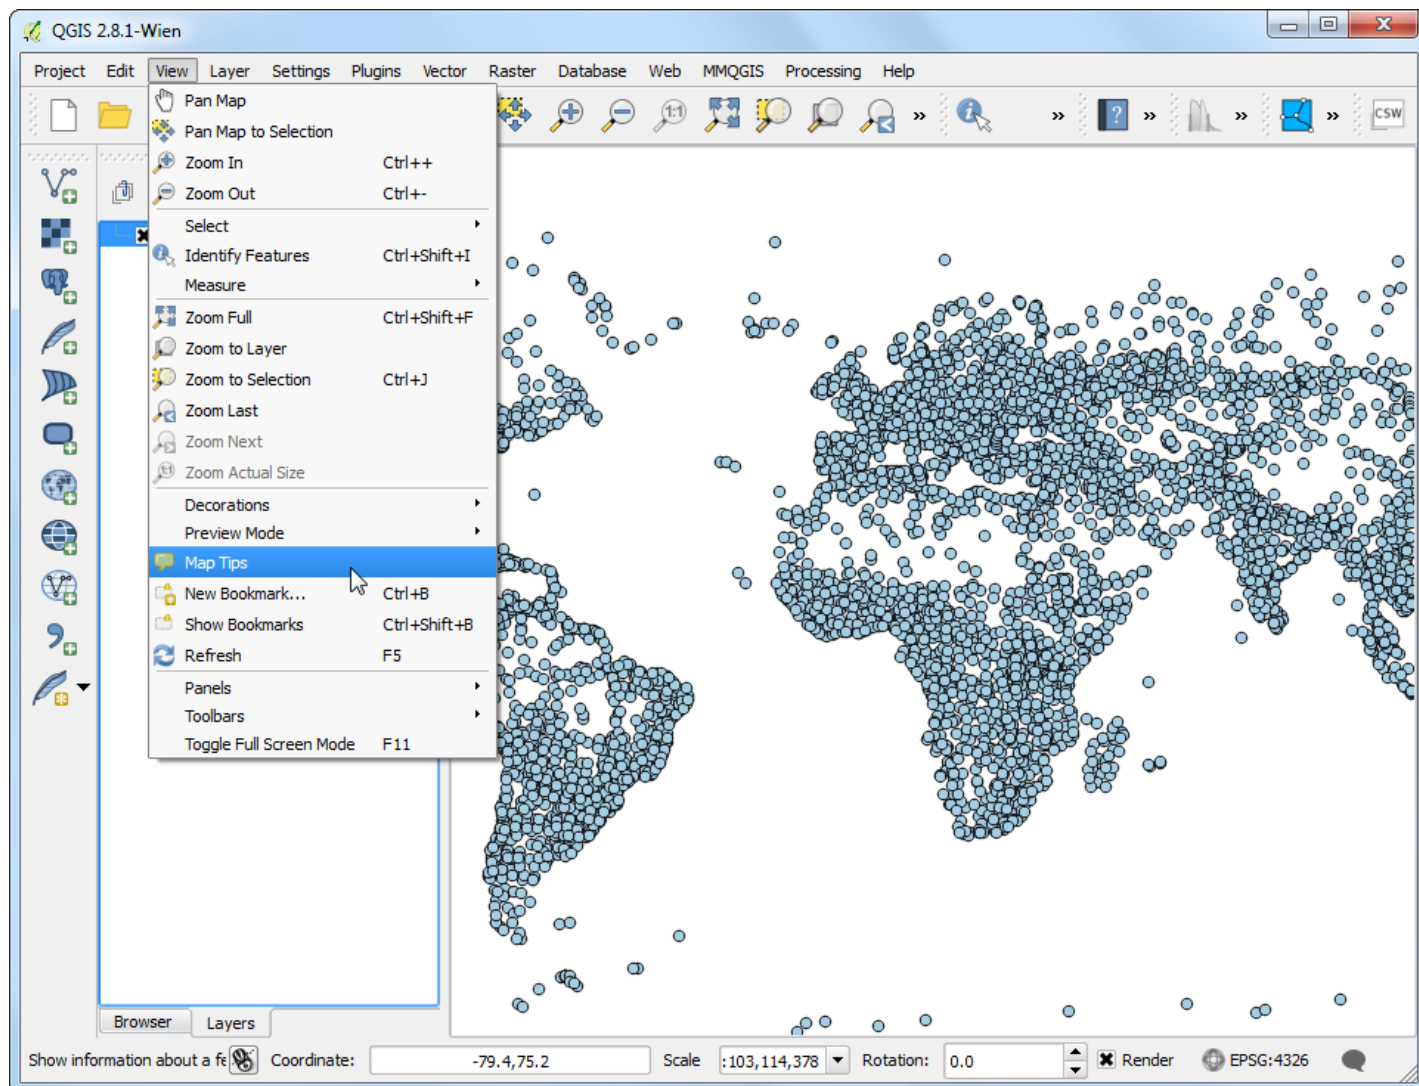 QGIS 2.8.1-Wien
Project Edit View Layer Settings Plugins Vector Raster Database Web MMQGIS Processing Help
Pan Map
Pan Map to Selection
Zoom In Ctrl++
Zoom Out Ctrl+-
Select
Identify Features Ctrl+Shift+I
Measure
Zoom Full Ctrl+Shift+F
Zoom to Layer
Zoom to Selection Ctrl+J
Zoom Last
Zoom Next
Zoom Actual Size
Decorations
Preview Mode
Map Tips
New Bookmark... Ctrl+B
Show Bookmarks Ctrl+Shift+B
Refresh F5
Panels
Toolbars
Toggle Full Screen Mode F11
1:1 ? CSW
Browser Layers
Show information about a fe Coordinate: -79.4,75.2 Scale :103,114,378 Rotation: 0.0 Render EPSG:4326